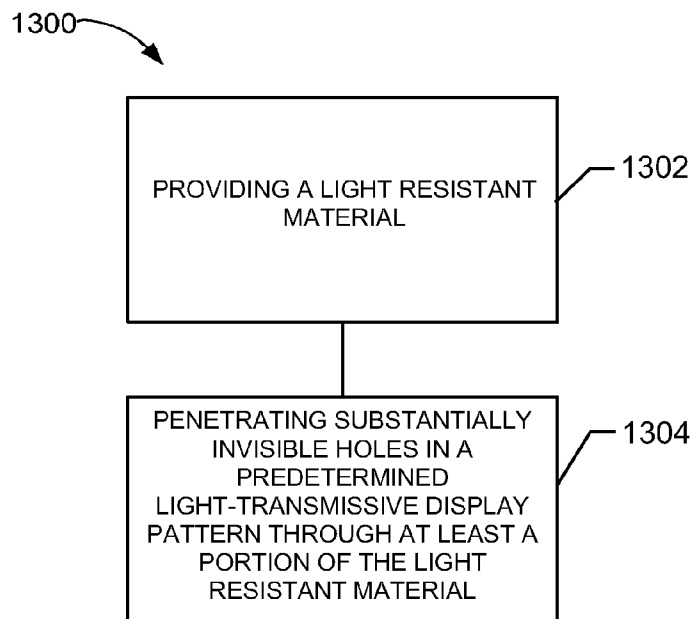 1300
PROVIDING A LIGHT RESISTANT
MATERIAL
1302
PENETRATING SUBSTANTIALLY
INVISIBLE HOLES IN A
PREDETERMINED
LIGHT-TRANSMISSIVE DISPLAY
PATTERN THROUGH AT LEAST A
PORTION OF THE LIGHT
RESISTANT MATERIAL
1304